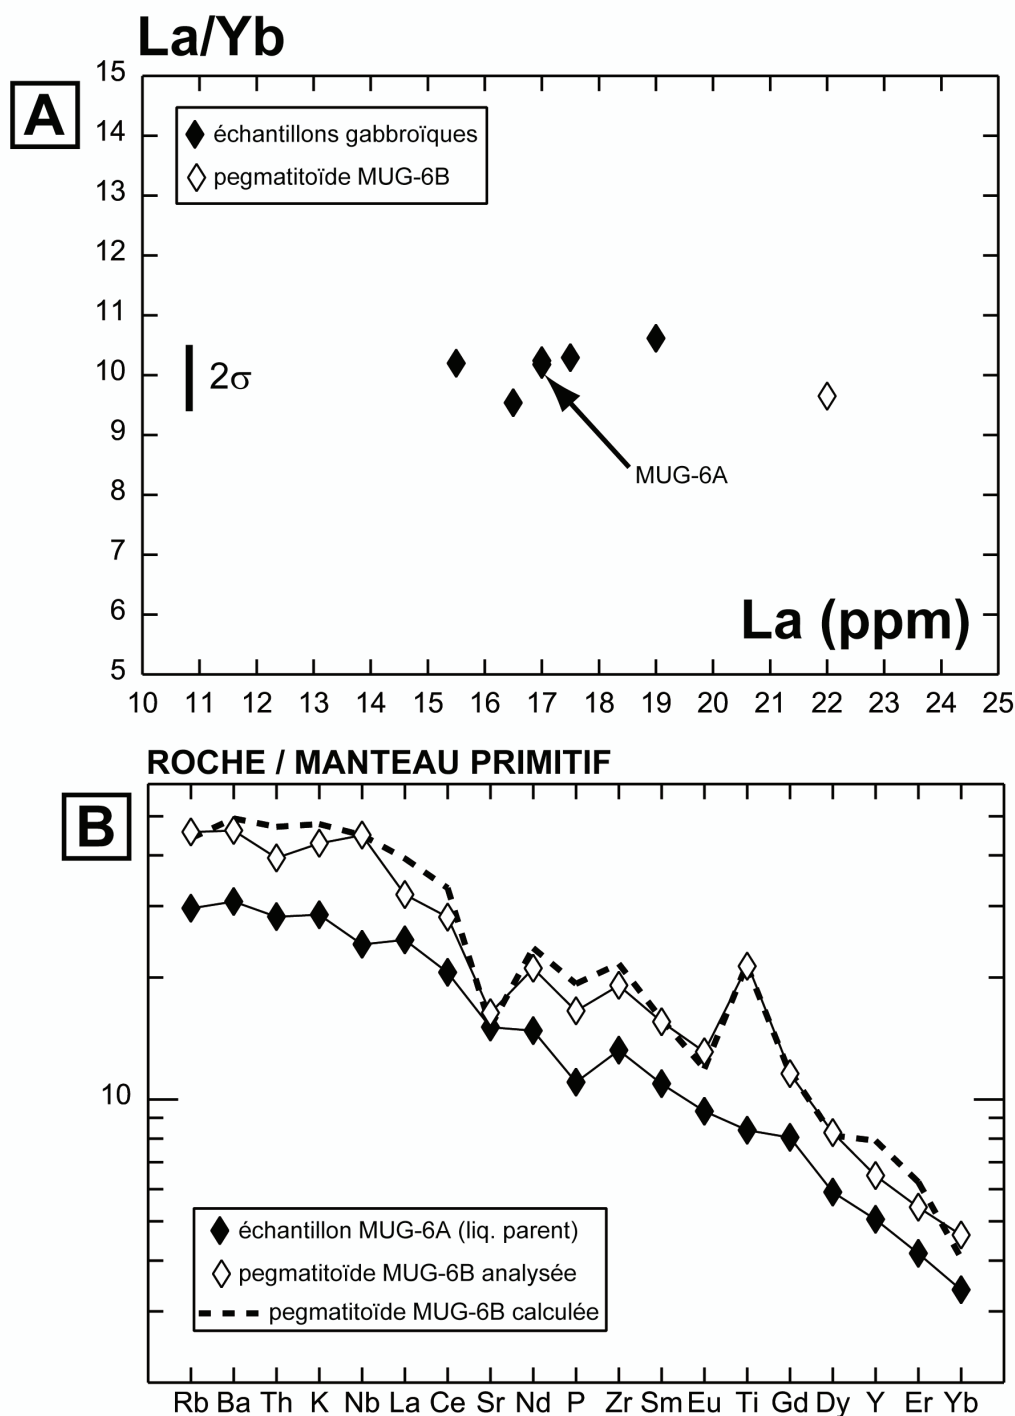 La/Yb
A
15
14
13
12
11
10
9
8
7
6
5
échantillons gabbroïques
pegmatitoïde MUG-6B
2σ
MUG-6A
La (ppm)
10 11 12 13 14 15 16 17 18 19 20 21 22 23 24 25
ROCHE / MANTEAU PRIMITIF
B
10
échantillon MUG-6A (liq. parent)
pegmatitoïde MUG-6B analysée
pegmatitoïde MUG-6B calculée
Rb Ba Th K Nb La Ce Sr Nd P Zr Sm Eu Ti Gd Dy Y Er Yb